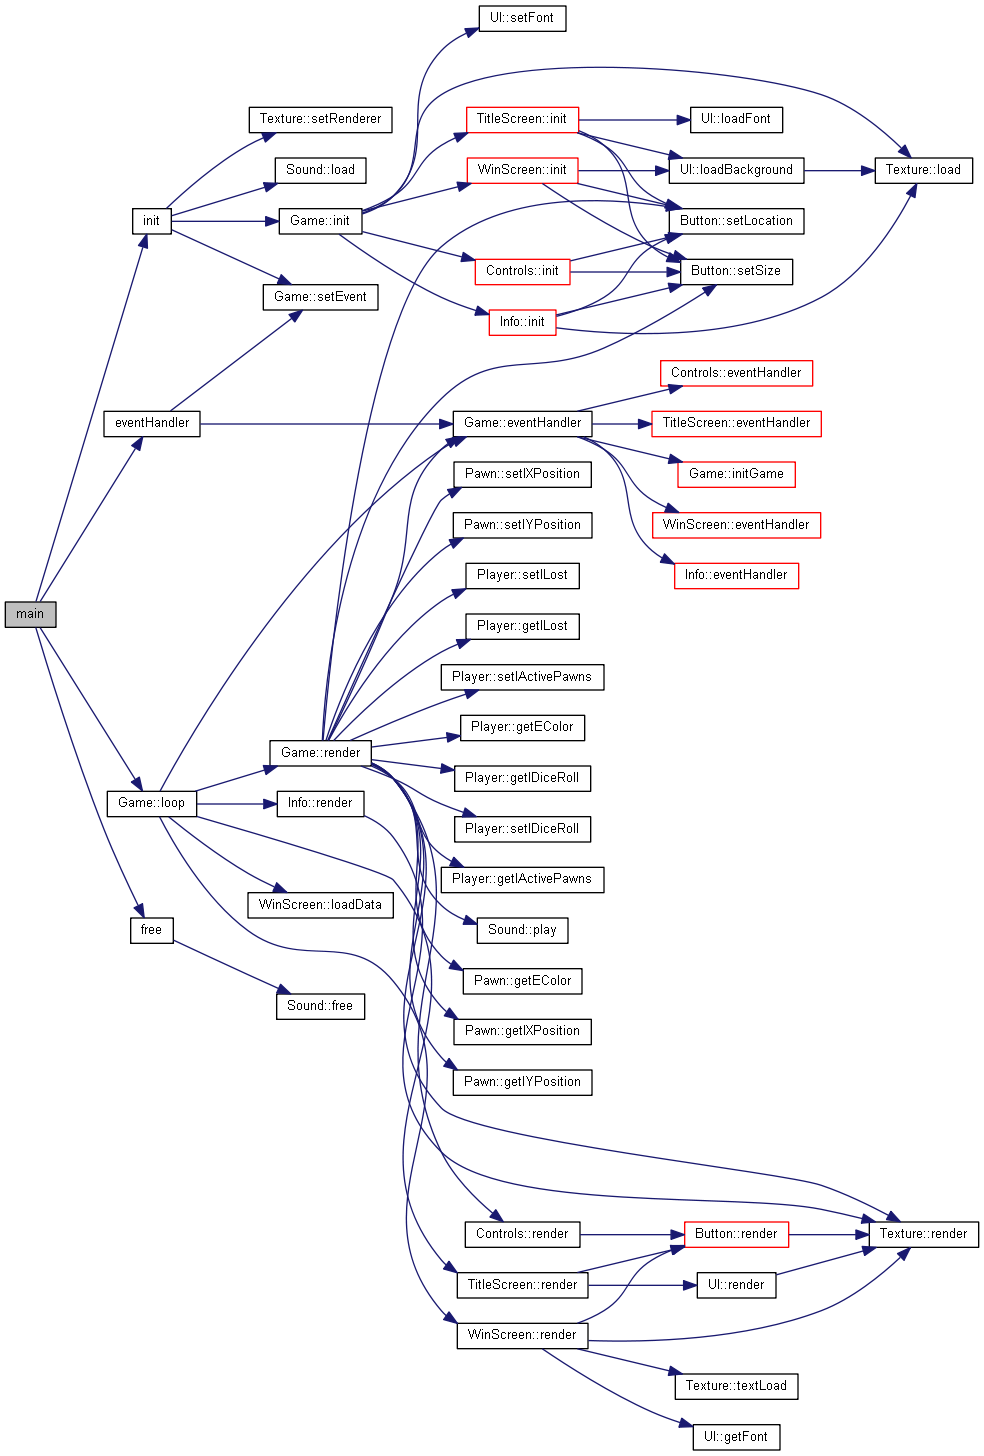 UI::setFont
Texture::setRenderer
TitleScreen::init
UI::loadFont
Sound::load
WinScreen::init
UI::loadBackground
Texture::load
init
Game::init
Button::setLocation
Controls::init
Button::setSize
Game::setEvent
Info::init
Controls::eventHandler
eventHandler
Game::eventHandler
TitleScreen::eventHandler
Pawn::setIXPosition
Game::initGame
Pawn::setIYPosition
WinScreen::eventHandler
Player::setILost
Info::eventHandler
main
Player::getILost
Player::setIActivePawns
Player::getEColor
Game::render
Player::getIDiceRoll
Game::loop
Info::render
Player::setIDiceRoll
Player::getIActivePawns
WinScreen::loadData
free
Sound::play
Pawn::getEColor
Sound::free
Pawn::getIXPosition
Pawn::getIYPosition
Controls::render
Button::render
Texture::render
TitleScreen::render
UI::render
WinScreen::render
Texture::textLoad
UI::getFont